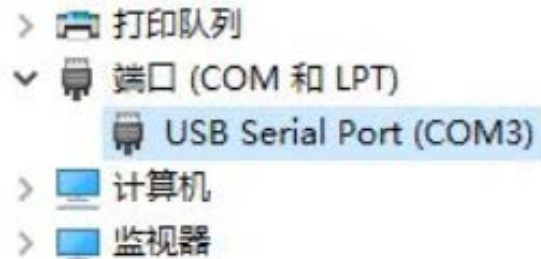 打印队列
端口 (COM 和 LPT)
USB Serial Port (COM3)
计算机
监视器